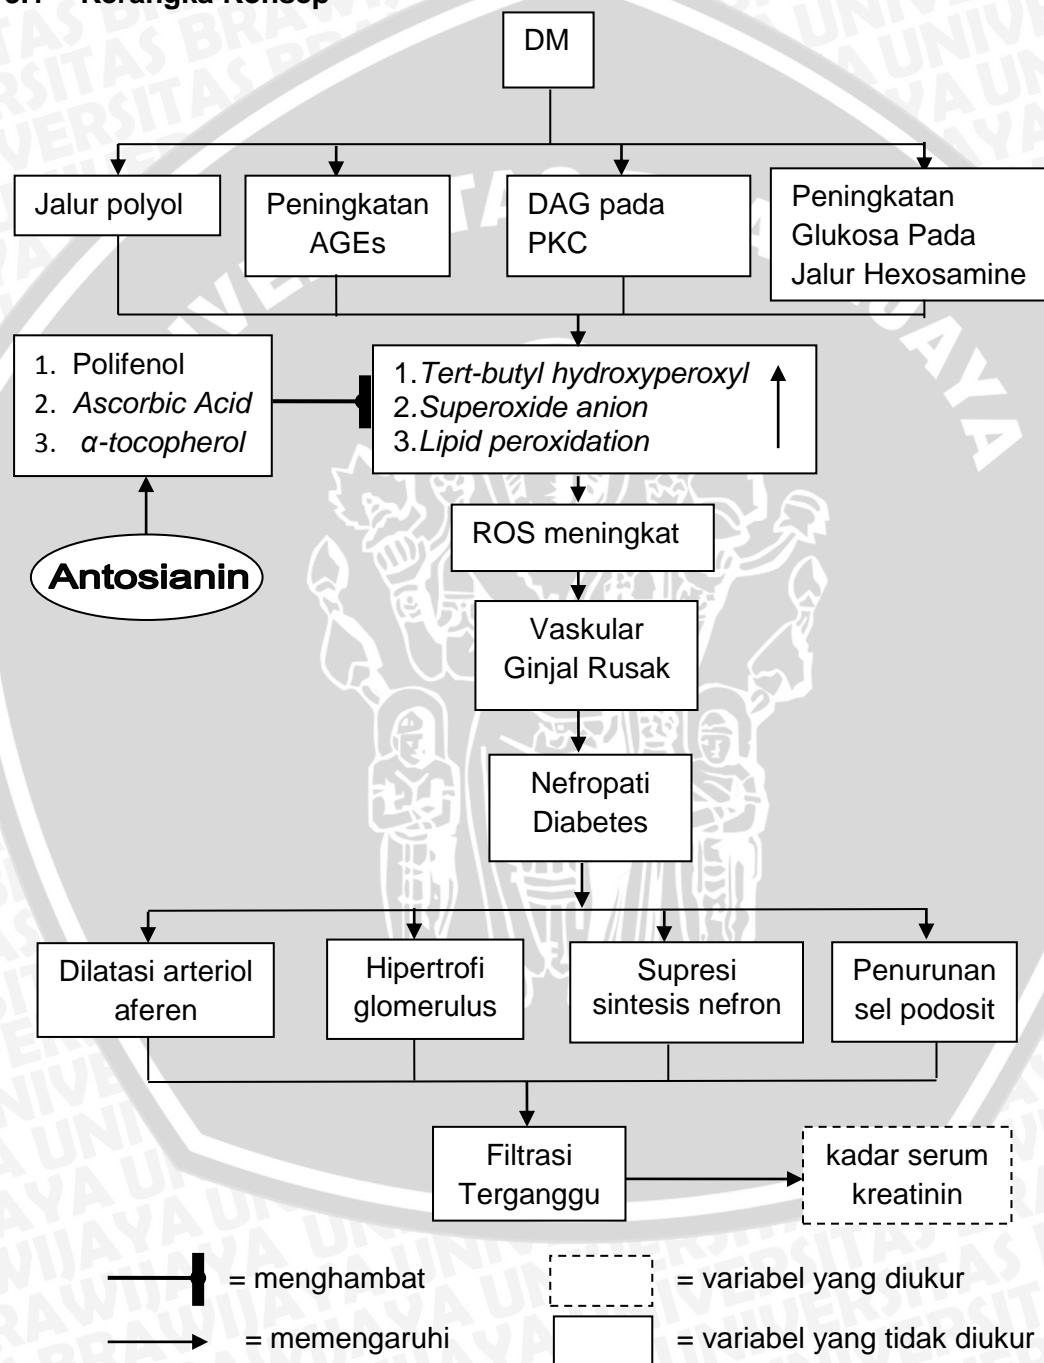 Kerangka Konsep
DM
Jalur polyol
Peningkatan
AGEs
DAG pada
PKC
Peningkatan
Glukosa Pada
Jalur Hexosamine
1. Polifenol
2. Ascorbic Acid
3. α-tocopherol
1.Tert-butyl hydroxyperoxyl
2.Superoxide anion
3.Lipid peroxidation
ROS meningkat
Antosianin
Vaskular
Ginjal Rusak
Nefropati
Diabetes
Dilatasi arteriol
aferen
Hipertrofi
glomerulus
Supresi
sintesis nefron
Penurunan
sel podosit
Filtrasi
Terganggu
kadar serum
kreatinin
= menghambat
= variabel yang diukur
= memengaruhi
= variabel yang tidak diukur